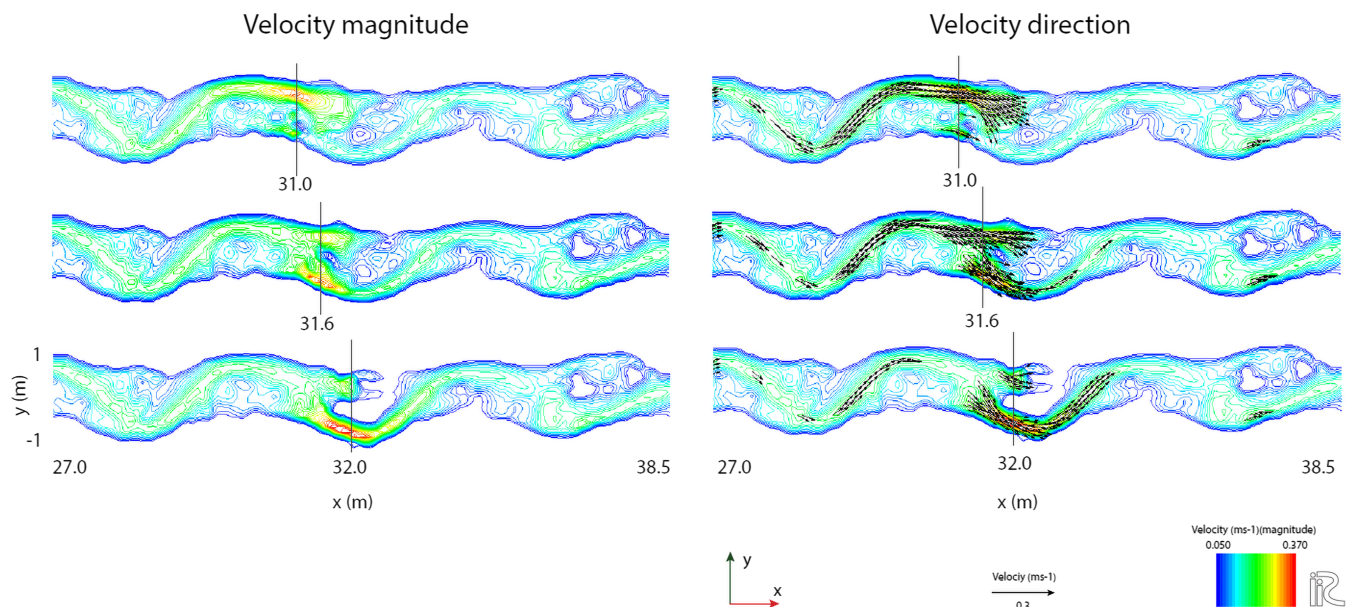 Velocity magnitude
Velocity direction
31.0
31.0
31.6
31.6
1
y (m)
-1
27.0
32.0
38.5
27.0
32.0
38.5
x (m)
x (m)
Velocity (ms-1)(magnitude)
0.050
0.370
y
x
Velociy (ms-1)
0.3
iRIC